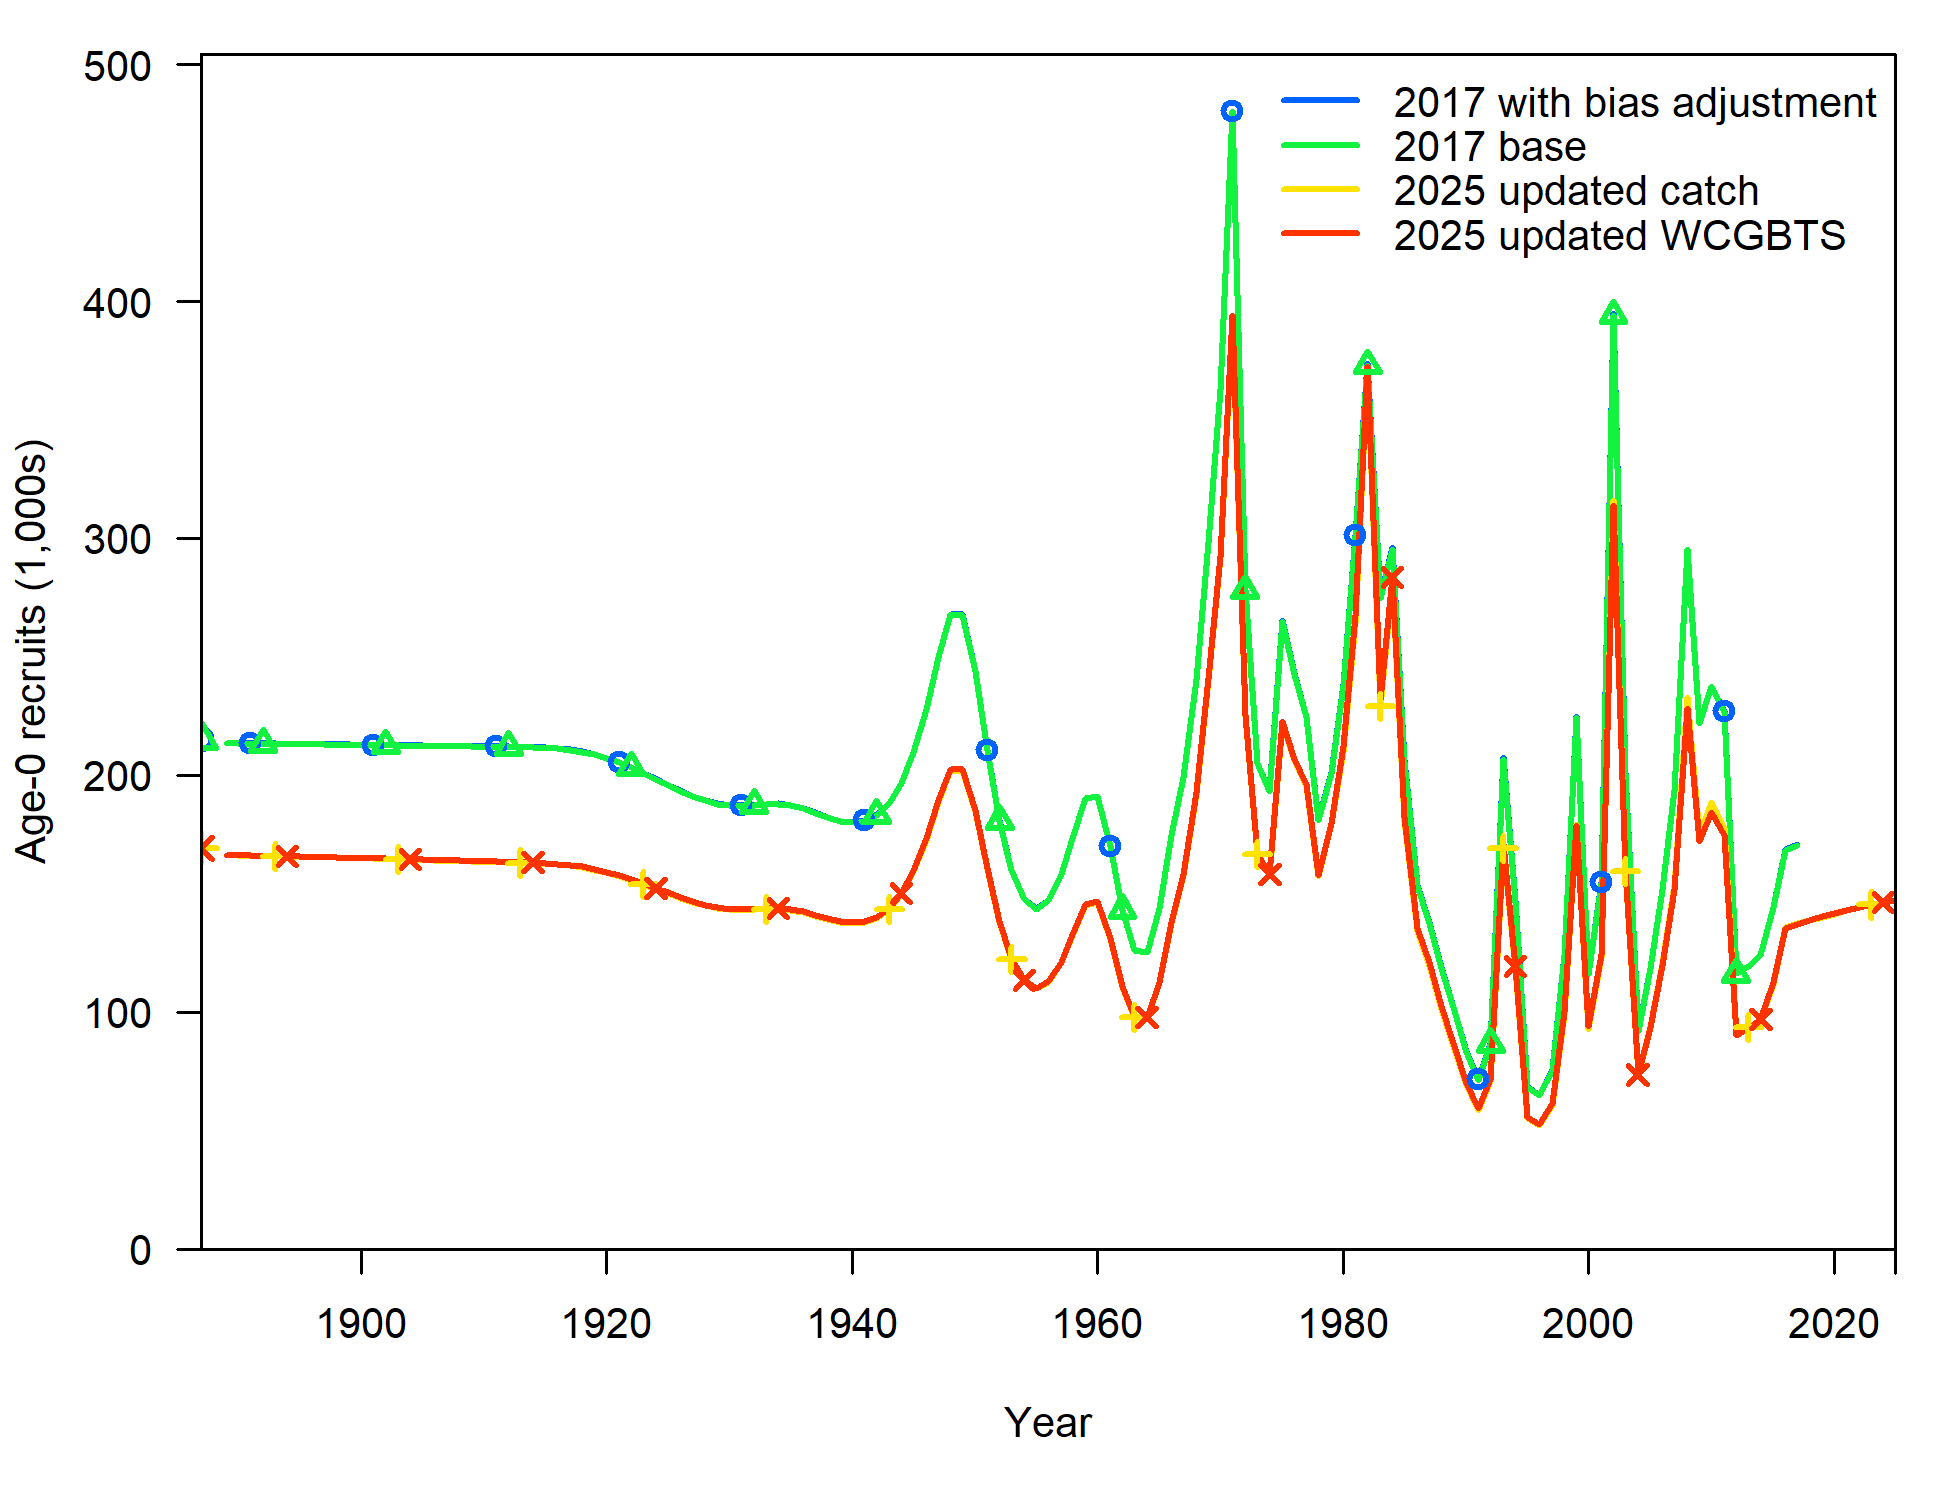 500
400
300
200
100
0
Age-0 recruits (1,000s)
2017 with bias adjustment
2017 base
2025 updated catch
2025 updated WCGBTS
1900
1920
1940
1960
1980
2000
2020
Year